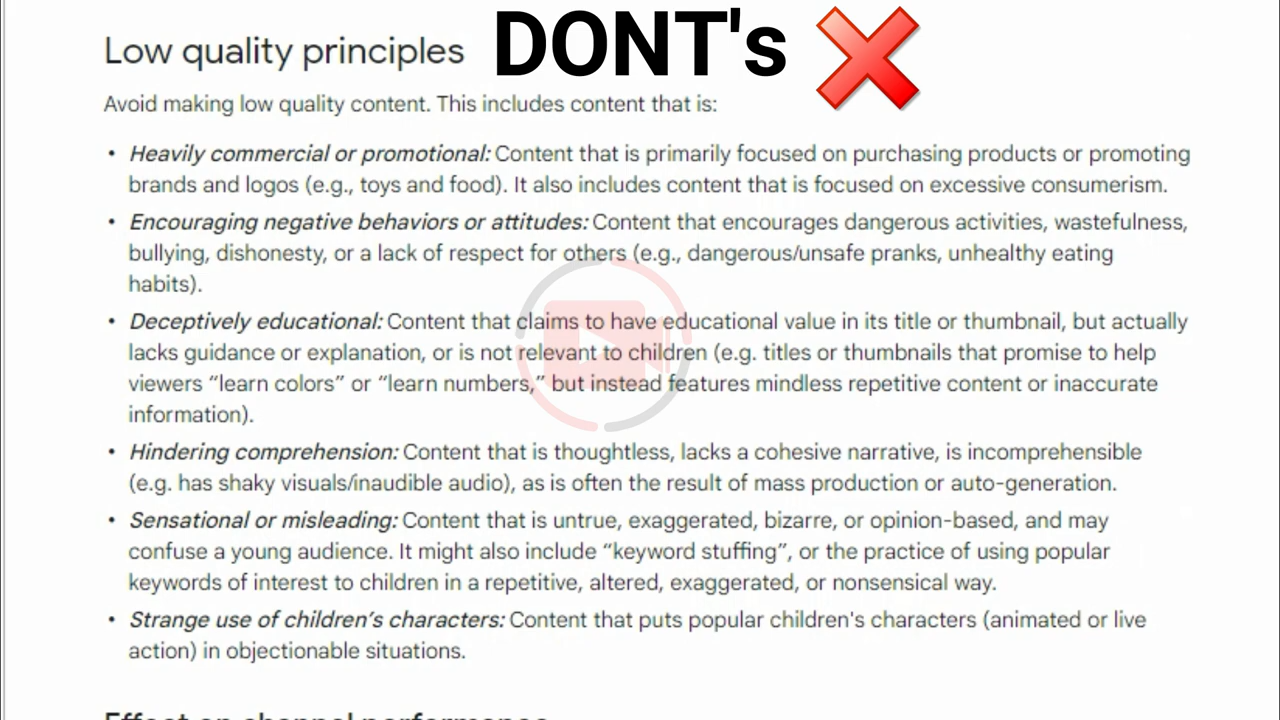 Low quality principles DONT's
Avoid making low quality content. This includes content that is:
• Heavily commercial or promotional: Content that is primarily focused on purchasing products or promoting
brands and logos (e.g., toys and food). It also includes content that is focused on excessive consumerism.
• Encouraging negative behaviors or attitudes: Content that encourages dangerous activities, wastefulness,
bullying, dishonesty, or a lack of respect for others (e.g., dangerous/unsafe pranks, unhealthy eating
habits).
• Deceptively educational: Content that claims to have educational value in its title or thumbnail, but actually
lacks guidance or explanation, or is not relevant to children (e.g. titles or thumbnails that promise to help
viewers “learn colors” or “learn numbers,” but instead features mindless repetitive content or inaccurate
information).
• Hindering comprehension: Content that is thoughtless, lacks a cohesive narrative, is incomprehensible
(e.g. has shaky visuals/inaudible audio), as is often the result of mass production or auto-generation.
• Sensational or misleading: Content that is untrue, exaggerated, bizarre, or opinion-based, and may
confuse a young audience. It might also include “keyword stuffing”, or the practice of using popular
keywords of interest to children in a repetitive, altered, exaggerated, or nonsensical way.
• Strange use of children’s characters: Content that puts popular children's characters (animated or live
action) in objectionable situations.
Effect on channel performance